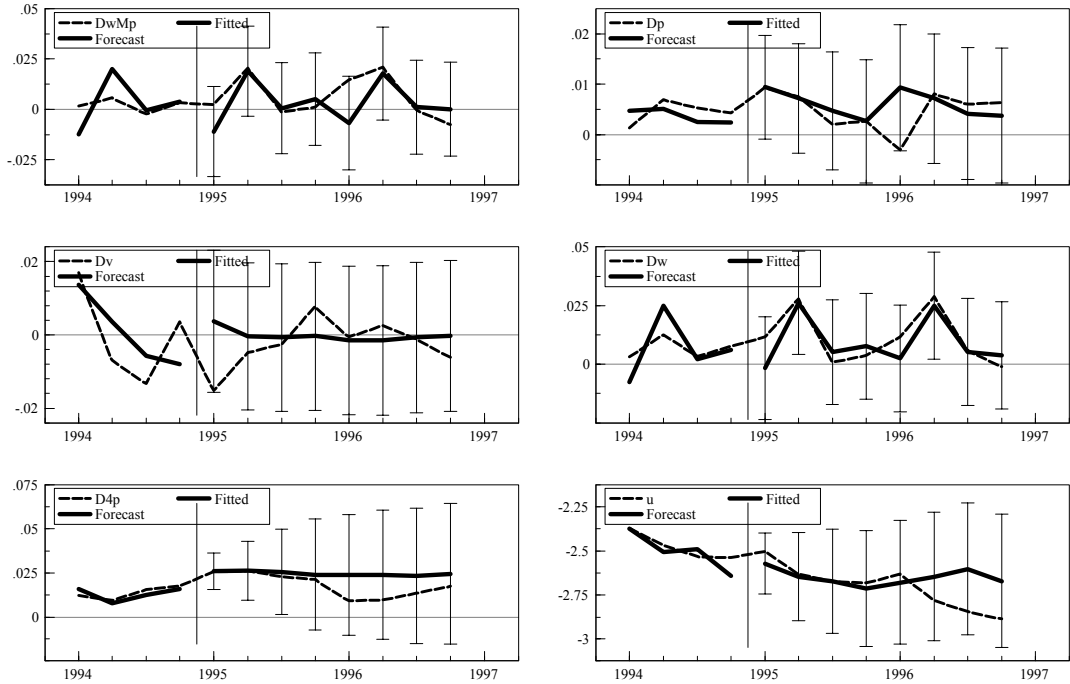 .05
DwMp Fitted
Forecast
.025
0
-.025
1994 1995 1996 1997
.02
Dp Fitted
Forecast
.01
0
1994 1995 1996 1997
.02
Dv Fitted
Forecast
0
-.02
1994 1995 1996 1997
.05
Dw Fitted
Forecast
.025
0
1994 1995 1996 1997
.075
D4p Fitted
Forecast
.05
.025
0
1994 1995 1996 1997
u Fitted
-2.25
Forecast
-2.5
-2.75
-3
1994 1995 1996 1997